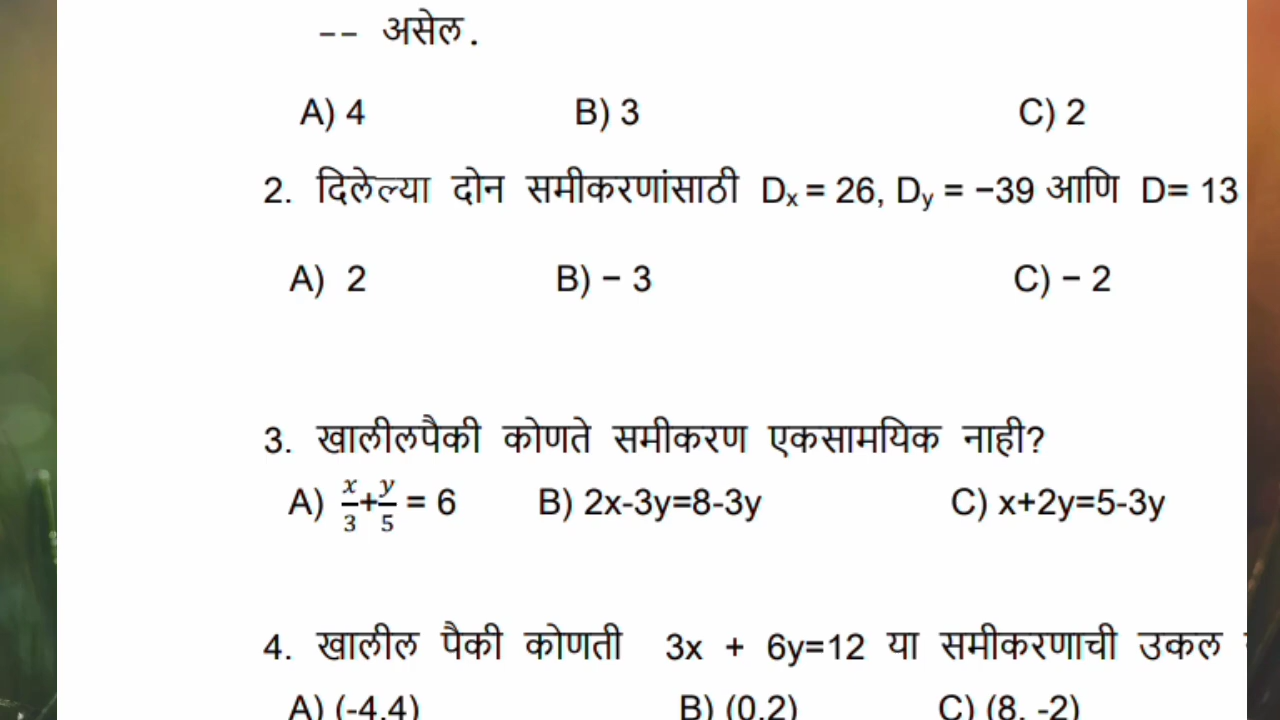 -- असेल.
A) 4 B) 3 C) 2
2. दिलेल्या दोन समीकरणांसाठी Dₓ = 26, Dᵧ = −39 आणि D= 13
A) 2 B) − 3 C) − 2
3. खालीलपैकी कोणते समीकरण एकसामयिक नाही?
A) x/3+y/5 = 6 B) 2x-3y=8-3y C) x+2y=5-3y
4. खालील पैकी कोणती 3x + 6y=12 या समीकरणाची उकल
A) (-4,4) B) (0,2) C) (8, -2)